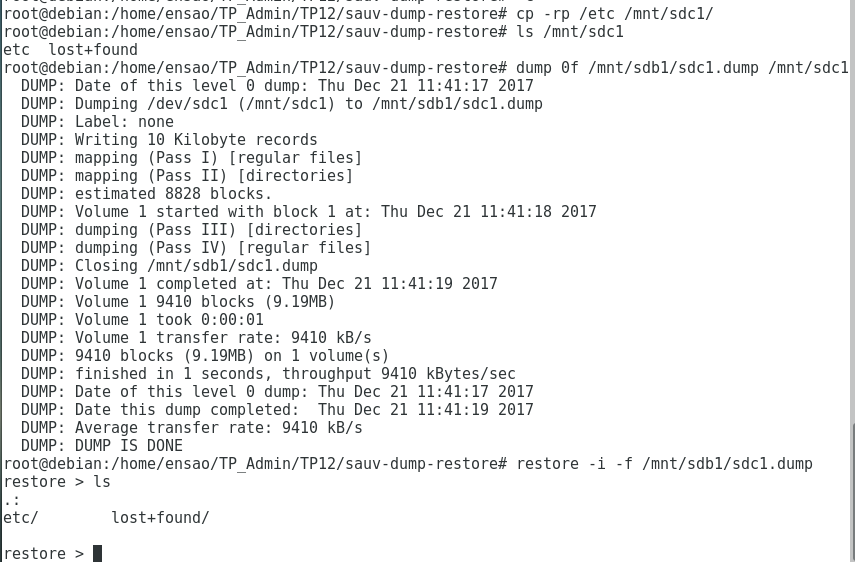 root@debian:/home/ensao/TP_Admin/TP12/sauv-dump-restore# cp -rp /etc /mnt/sdc1/
root@debian:/home/ensao/TP_Admin/TP12/sauv-dump-restore# ls /mnt/sdc1
etc  lost+found
root@debian:/home/ensao/TP_Admin/TP12/sauv-dump-restore# dump 0f /mnt/sdb1/sdc1.dump /mnt/sdc1
  DUMP: Date of this level 0 dump: Thu Dec 21 11:41:17 2017
  DUMP: Dumping /dev/sdc1 (/mnt/sdc1) to /mnt/sdb1/sdc1.dump
  DUMP: Label: none
  DUMP: Writing 10 Kilobyte records
  DUMP: mapping (Pass I) [regular files]
  DUMP: mapping (Pass II) [directories]
  DUMP: estimated 8828 blocks.
  DUMP: Volume 1 started with block 1 at: Thu Dec 21 11:41:18 2017
  DUMP: dumping (Pass III) [directories]
  DUMP: dumping (Pass IV) [regular files]
  DUMP: Closing /mnt/sdb1/sdc1.dump
  DUMP: Volume 1 completed at: Thu Dec 21 11:41:19 2017
  DUMP: Volume 1 9410 blocks (9.19MB)
  DUMP: Volume 1 took 0:00:01
  DUMP: Volume 1 transfer rate: 9410 kB/s
  DUMP: 9410 blocks (9.19MB) on 1 volume(s)
  DUMP: finished in 1 seconds, throughput 9410 kBytes/sec
  DUMP: Date of this level 0 dump: Thu Dec 21 11:41:17 2017
  DUMP: Date this dump completed:  Thu Dec 21 11:41:19 2017
  DUMP: Average transfer rate: 9410 kB/s
  DUMP: DUMP IS DONE
root@debian:/home/ensao/TP_Admin/TP12/sauv-dump-restore# restore -i -f /mnt/sdb1/sdc1.dump
restore > ls
.:
etc/        lost+found/
restore >